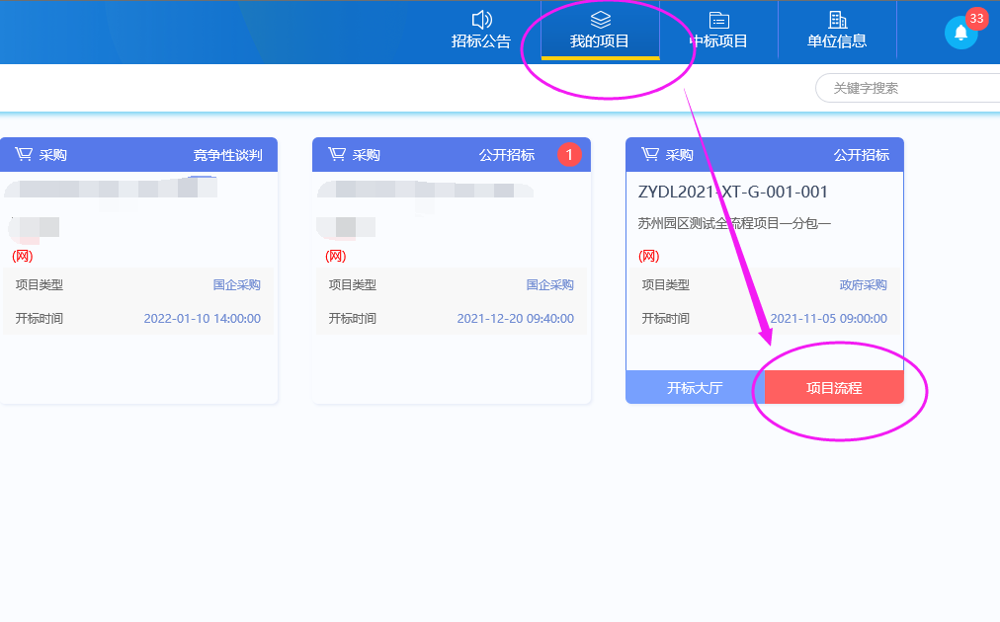 招标公告
我的项目
中标项目
单位信息
33
关键字搜索
采购 竞争性谈判
(网)
项目类型 国企采购
开标时间 2022-01-10 14:00:00
采购 公开招标 1
(网)
项目类型 国企采购
开标时间 2021-12-20 09:40:00
采购 公开招标
ZYDL2021-XT-G-001-001
苏州园区测试全流程项目一分包一
(网)
项目类型 政府采购
开标时间 2021-11-05 09:00:00
开标大厅 项目流程